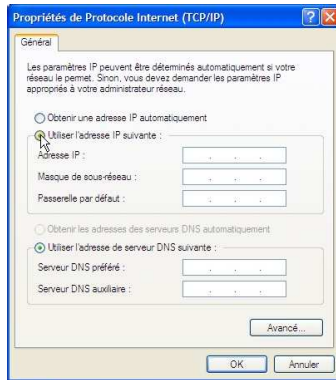 Propriétés de Protocole Internet (TCP/IP)
Général
Les paramètres IP peuvent être déterminés automatiquement si votre
réseau le permet. Sinon, vous devez demander les paramètres IP
appropriés à votre administrateur réseau.
Obtenir une adresse IP automatiquement
Utiliser l'adresse IP suivante :
Adresse IP :
Masque de sous-réseau :
Passerelle par défaut :
Obtenir les adresses des serveurs DNS automatiquement
Utiliser l'adresse de serveur DNS suivante :
Serveur DNS préféré :
Serveur DNS auxiliaire :
Avancé...
OK Annuler